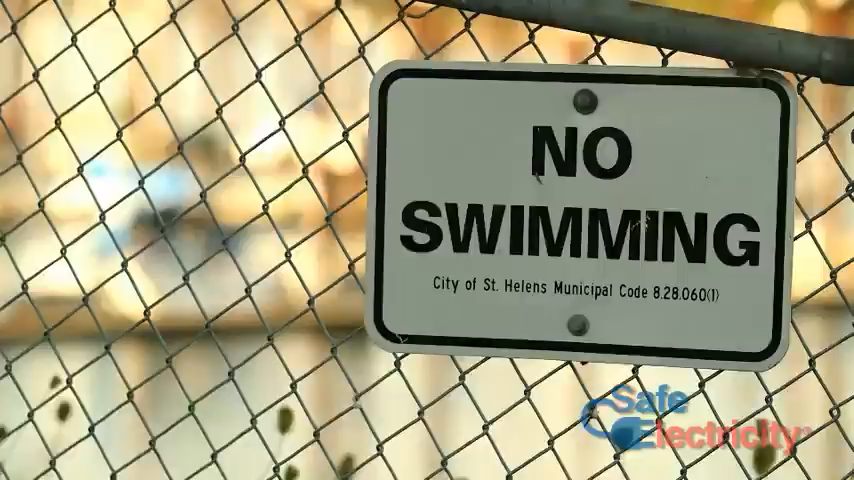 NO
SWIMMING
City of St. Helens Municipal Code 8.28.060(1)
Safe
Electricity